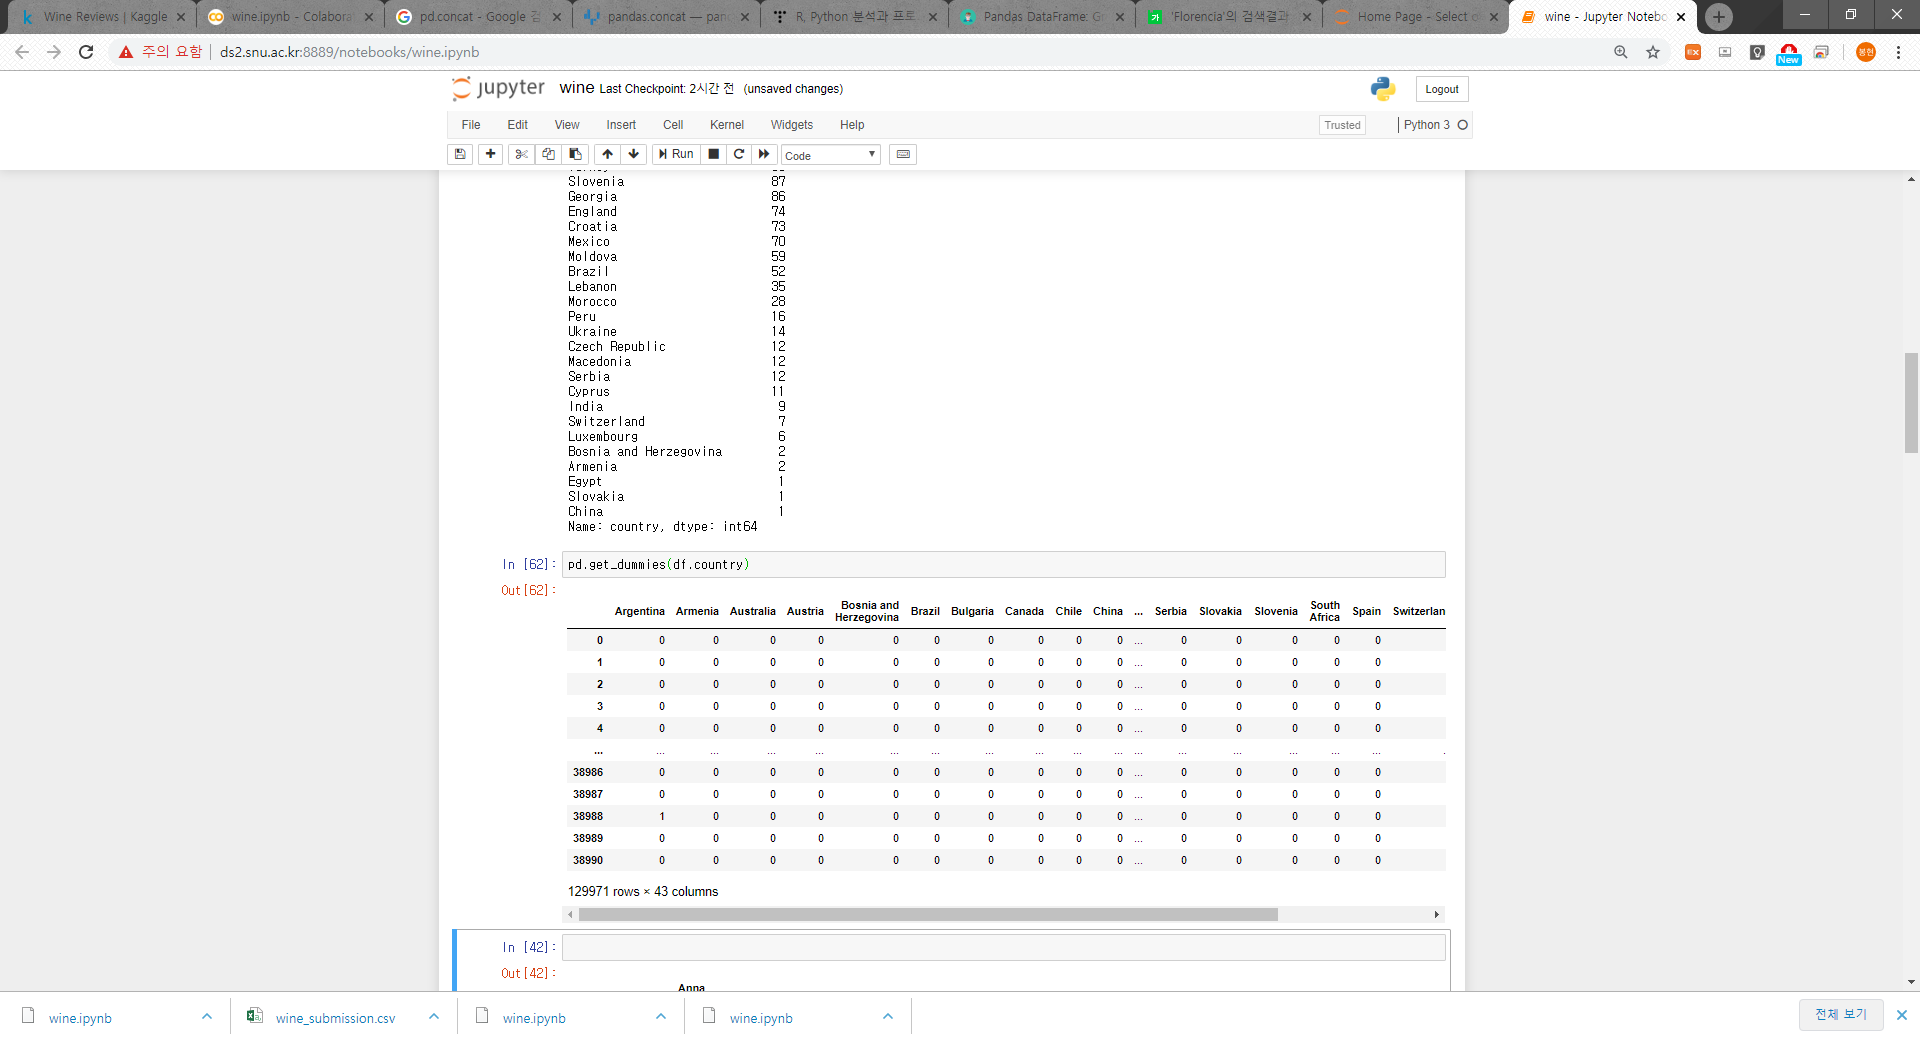 Wine Reviews | Kaggle
wine.ipynb - Colaborat
pd.concat - Google 검
pandas.concat — pan
R, Python 분석과 프로
Pandas DataFrame: G
'Florencia'의 검색결과
Home Page - Select o
wine - Jupyter Notebo
주의 요함 | ds2.snu.ac.kr:8889/notebooks/wine.ipynb
New
봉현
jupyter wine Last Checkpoint: 2시간 전 (unsaved changes)
Logout
File Edit View Insert Cell Kernel Widgets Help
Trusted | Python 3
Run Code
Slovenia 87
Georgia 86
England 74
Croatia 73
Mexico 70
Moldova 59
Brazil 52
Lebanon 35
Morocco 28
Peru 16
Ukraine 14
Czech Republic 12
Macedonia 12
Serbia 12
Cyprus 11
India 9
Switzerland 7
Luxembourg 6
Bosnia and Herzegovina 2
Armenia 2
Egypt 1
Slovakia 1
China 1
Name: country, dtype: int64
In [62]: pd.get_dummies(df.country)
Out[62]:
Argentina Armenia Australia Austria Bosnia and Herzegovina Brazil Bulgaria Canada Chile China ... Serbia Slovakia Slovenia South Africa Spain Switzerlan
0 0 0 0 0 0 0 0 0 0 0 ... 0 0 0 0 0
1 0 0 0 0 0 0 0 0 0 0 ... 0 0 0 0 0
2 0 0 0 0 0 0 0 0 0 0 ... 0 0 0 0 0
3 0 0 0 0 0 0 0 0 0 0 ... 0 0 0 0 0
4 0 0 0 0 0 0 0 0 0 0 ... 0 0 0 0 0
... ... ... ... ... ... ... ... ... ... ... ... ... ... ... ... ...
38986 0 0 0 0 0 0 0 0 0 0 ... 0 0 0 0 0
38987 0 0 0 0 0 0 0 0 0 0 ... 0 0 0 0 0
38988 1 0 0 0 0 0 0 0 0 0 ... 0 0 0 0 0
38989 0 0 0 0 0 0 0 0 0 0 ... 0 0 0 0 0
38990 0 0 0 0 0 0 0 0 0 0 ... 0 0 0 0 0
129971 rows × 43 columns
In [42]:
Out[42]:
Anna
wine.ipynb
wine_submission.csv
wine.ipynb
wine.ipynb
전체 보기